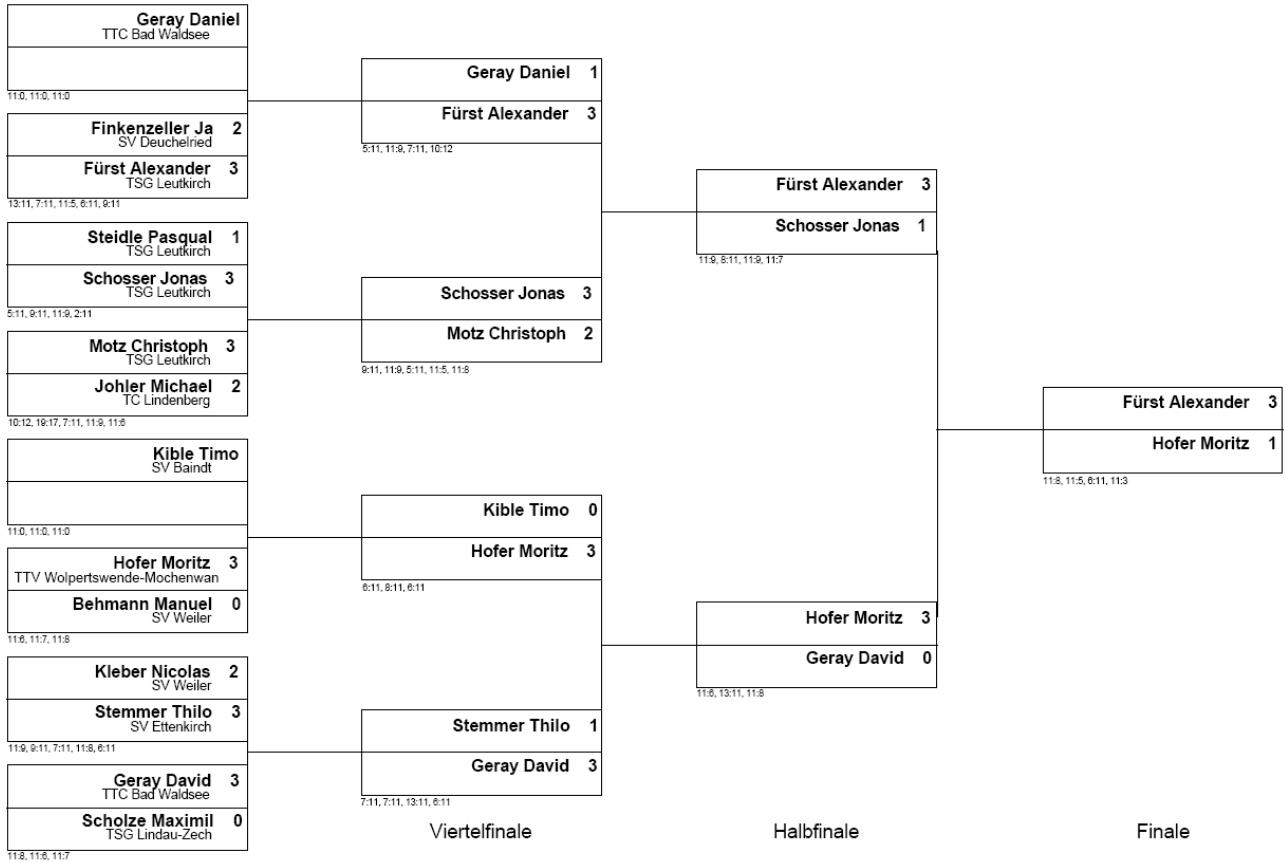 Geray Daniel
TTC Bad Waldsee
11:0, 11:0, 11:0
Finkenzeller Ja 2
SV Deuchelried
Fürst Alexander 3
TSG Leutkirch
13:11, 7:11, 11:5, 6:11, 9:11
Steidle Pasqual 1
TSG Leutkirch
Schosser Jonas 3
TSG Leutkirch
5:11, 9:11, 11:9, 2:11
Motz Christoph 3
TSG Leutkirch
Johler Michael 2
TC Lindenberg
10:12, 19:17, 7:11, 11:9, 11:6
Kible Timo
SV Baindt
11:0, 11:0, 11:0
Hofer Moritz 3
TTV Wolpertswende-Mochenwan
Behmann Manuel 0
SV Weiler
11:6, 11:7, 11:8
Kleber Nicolas 2
SV Weiler
Stemmer Thilo 3
SV Ettenkirch
11:9, 9:11, 7:11, 11:8, 6:11
Geray David 3
TTC Bad Waldsee
Scholze Maximil 0
TSG Lindau-Zech
11:8, 11:6, 11:7
Geray Daniel 1
Fürst Alexander 3
5:11, 11:9, 7:11, 10:12
Schosser Jonas 3
Motz Christoph 2
9:11, 11:9, 5:11, 11:5, 11:8
Kible Timo 0
Hofer Moritz 3
6:11, 8:11, 6:11
Stemmer Thilo 1
Geray David 3
7:11, 7:11, 13:11, 6:11
Viertelfinale
Fürst Alexander 3
Schosser Jonas 1
11:9, 8:11, 11:9, 11:7
Hofer Moritz 3
Geray David 0
11:6, 13:11, 11:8
Halbfinale
Fürst Alexander 3
Hofer Moritz 1
11:8, 11:5, 6:11, 11:3
Finale